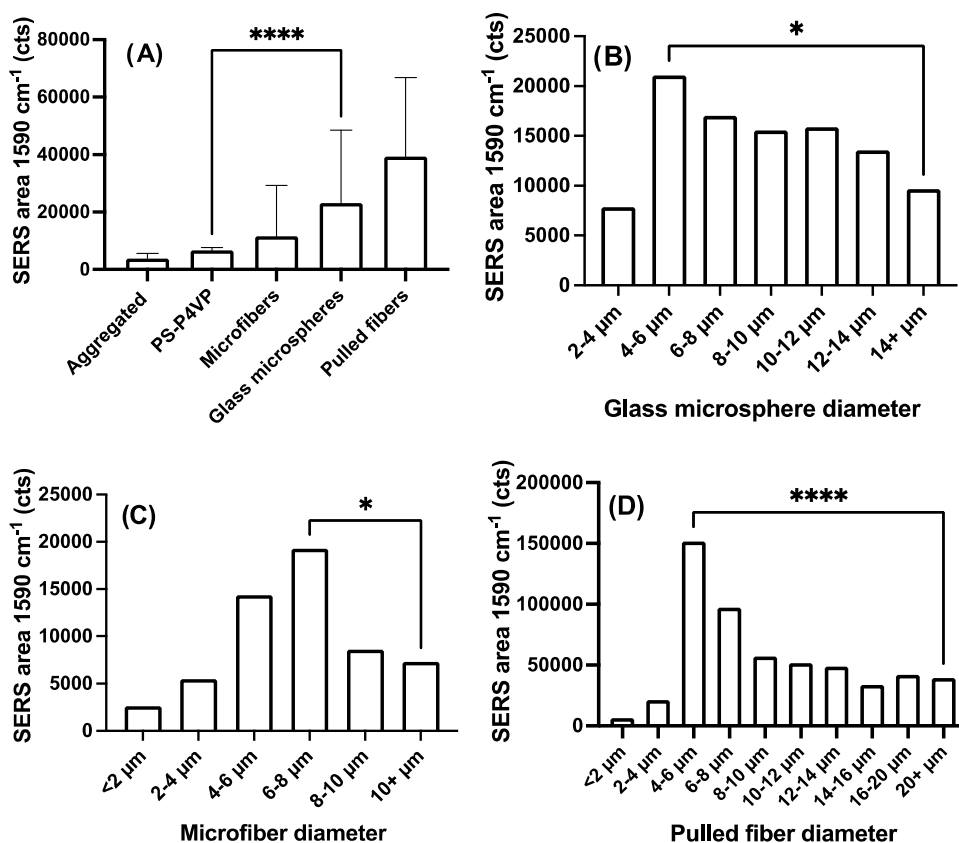 (A)
****
SERS area 1590 cm⁻¹ (cts)
80000
60000
40000
20000
0
Aggregated
PS-P4VP
Microfibers
Glass microspheres
Pulled fibers
(B)
*
SERS area 1590 cm⁻¹ (cts)
25000
20000
15000
10000
5000
0
2-4 µm
4-6 µm
6-8 µm
8-10 µm
10-12 µm
12-14 µm
14+ µm
Glass microsphere diameter
(C)
*
SERS area 1590 cm⁻¹ (cts)
25000
20000
15000
10000
5000
0
<2 µm
2-4 µm
4-6 µm
6-8 µm
8-10 µm
10+ µm
Microfiber diameter
(D)
****
SERS area 1590 cm⁻¹ (cts)
200000
150000
100000
50000
0
<2 µm
2-4 µm
4-6 µm
6-8 µm
8-10 µm
10-12 µm
12-14 µm
14-16 µm
16-20 µm
20+ µm
Pulled fiber diameter